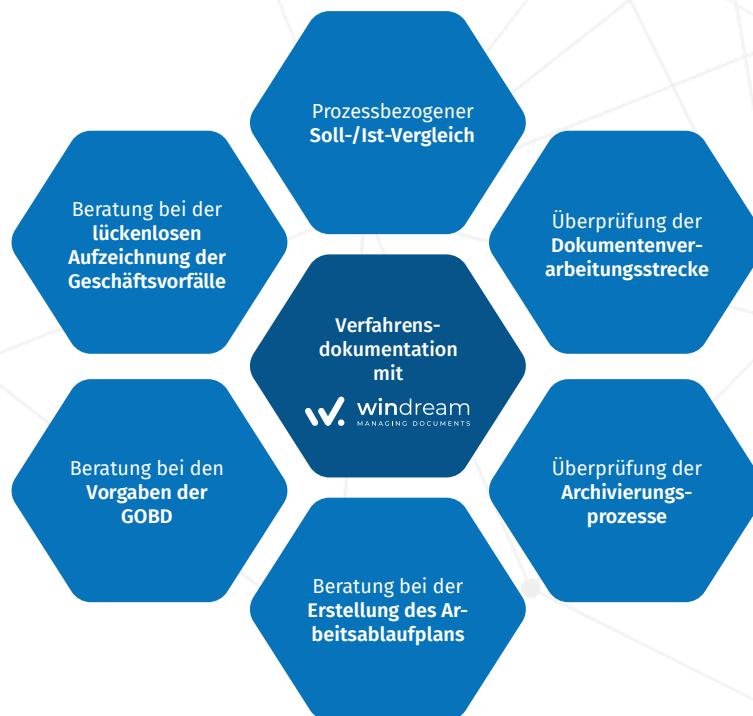 Prozessbezogener
Soll-/Ist-Vergleich
Beratung bei der
lückenlosen
Aufzeichnung der
Geschäftsvorfälle
Überprüfung der
Dokumentenver-
arbeitungsstrecke
Verfahrens-
dokumentation
mit
windream
MANAGING DOCUMENTS
Beratung bei den
Vorgaben der
GOBD
Überprüfung der
Archivierungs-
prozesse
Beratung bei der
Erstellung des Ar-
beitsablaufplans